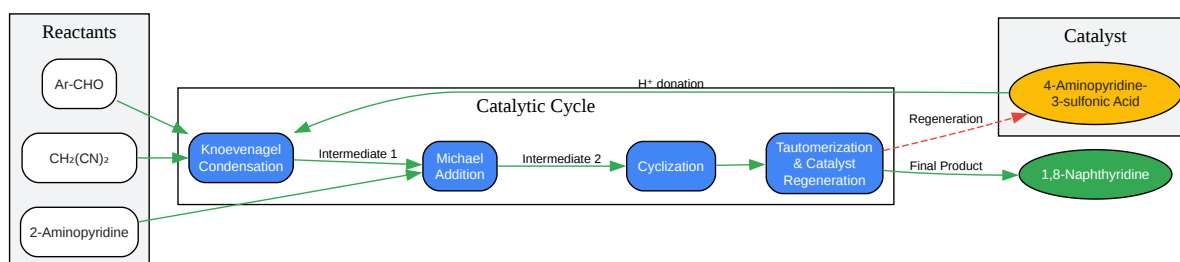 Reactants
Ar-CHO
CH₂(CN)₂
2-Aminopyridine
Catalytic Cycle
Knoevenagel
Condensation
Intermediate 1
Michael
Addition
Intermediate 2
Cyclization
Tautomerization
& Catalyst
Regeneration
H⁺ donation
Regeneration
Final Product
Catalyst
4-Aminopyridine-
3-sulfonic Acid
1,8-Naphthyridine